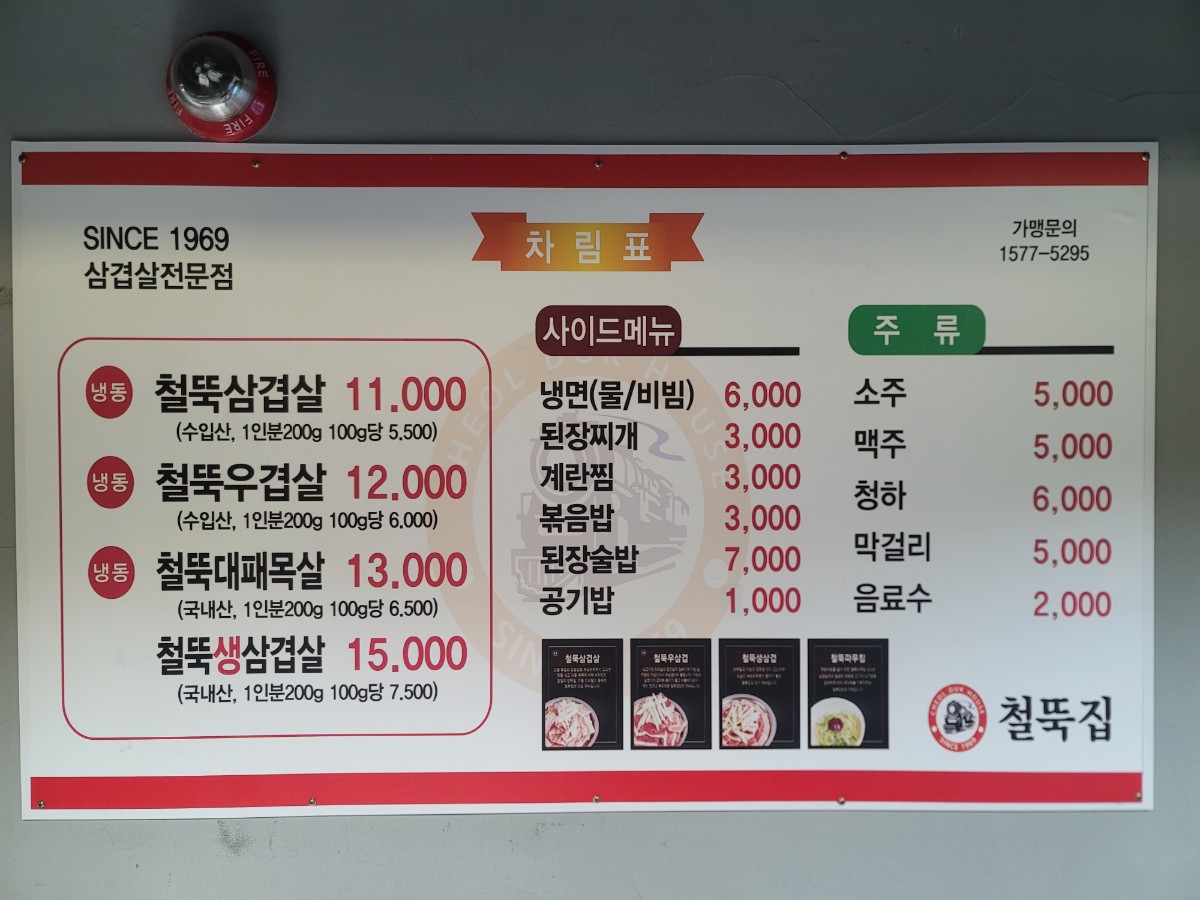 FIRE
FIRE
SINCE 1969
삼겹살전문점
차림표
가맹문의
1577-5295
냉동 철뚝삼겹살 11.000
(수입산, 1인분200g 100g당 5.500)
냉동 철뚝우겹살 12.000
(수입산, 1인분200g 100g당 6.000)
냉동 철뚝대패목살 13.000
(국내산, 1인분200g 100g당 6.500)
철뚝생삼겹살 15.000
(국내산, 1인분200g 100g당 7.500)
사이드메뉴
냉면(물/비빔) 6,000
된장찌개 3,000
계란찜 3,000
볶음밥 3,000
된장술밥 7,000
공기밥 1,000
주류
소주 5,000
맥주 5,000
청하 6,000
막걸리 5,000
음료수 2,000
철뚝삼겹살
철뚝우삼겹
철뚝생삼겹
철뚝파무침
CHEOL DUK HOUSE
SINCE 1969
철뚝집